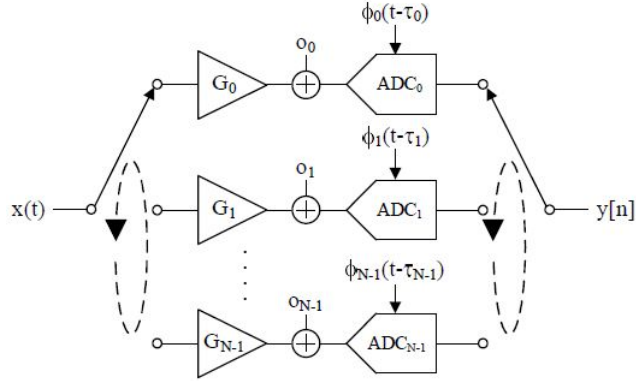 ϕ₀(t-τ₀)
o₀
G₀
ADC₀
ϕ₁(t-τ₁)
o₁
x(t)
G₁
ADC₁
y[n]
ϕN-1(t-τN-1)
oN-1
GN-1
ADCN-1